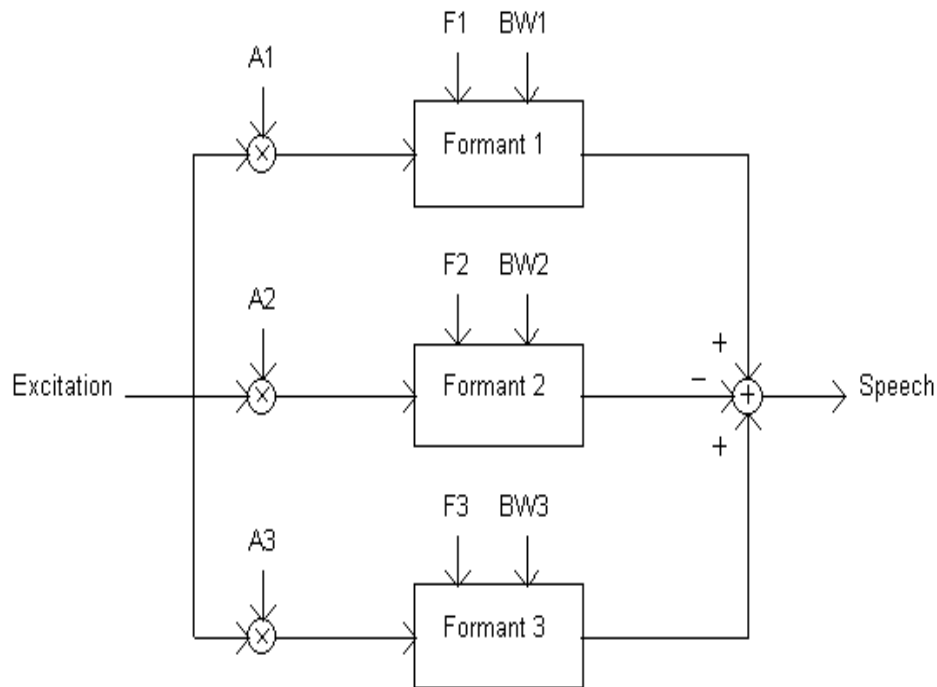 F1 BW1
A1
Formant 1
F2 BW2
A2
+
Excitation
Formant 2
−
+
Speech
+
F3 BW3
A3
Formant 3